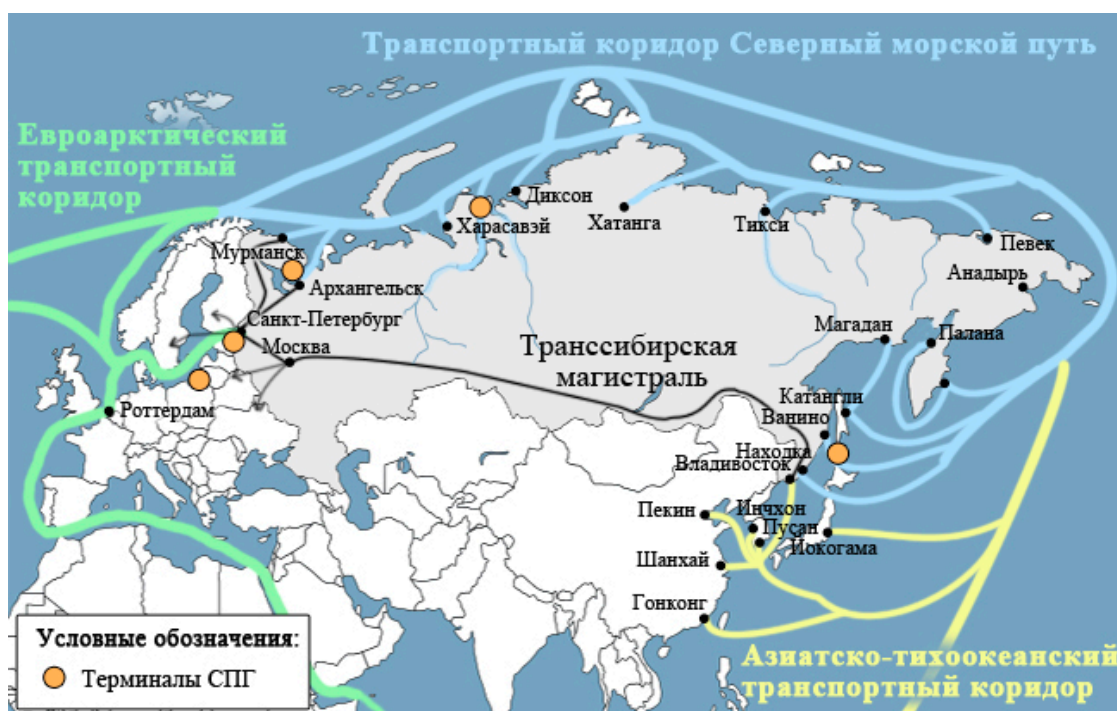 Транспортный коридор Северный морской путь
Евроарктический
транспортный
коридор
Диксон
Харасавэй
Хатанга
Тикси
Певек
Мурманск
Анадырь
Архангельск
Санкт-Петербург
Магадан
Палана
Москва
Транссибирская
магистраль
Роттердам
Катангли
Ванино
Находка
Владивосток
Пекин
Инчхон
Пусан
Иокогама
Шанхай
Гонконг
Условные обозначения:
Терминалы СПГ
Азиатско-тихоокеанский
транспортный коридор